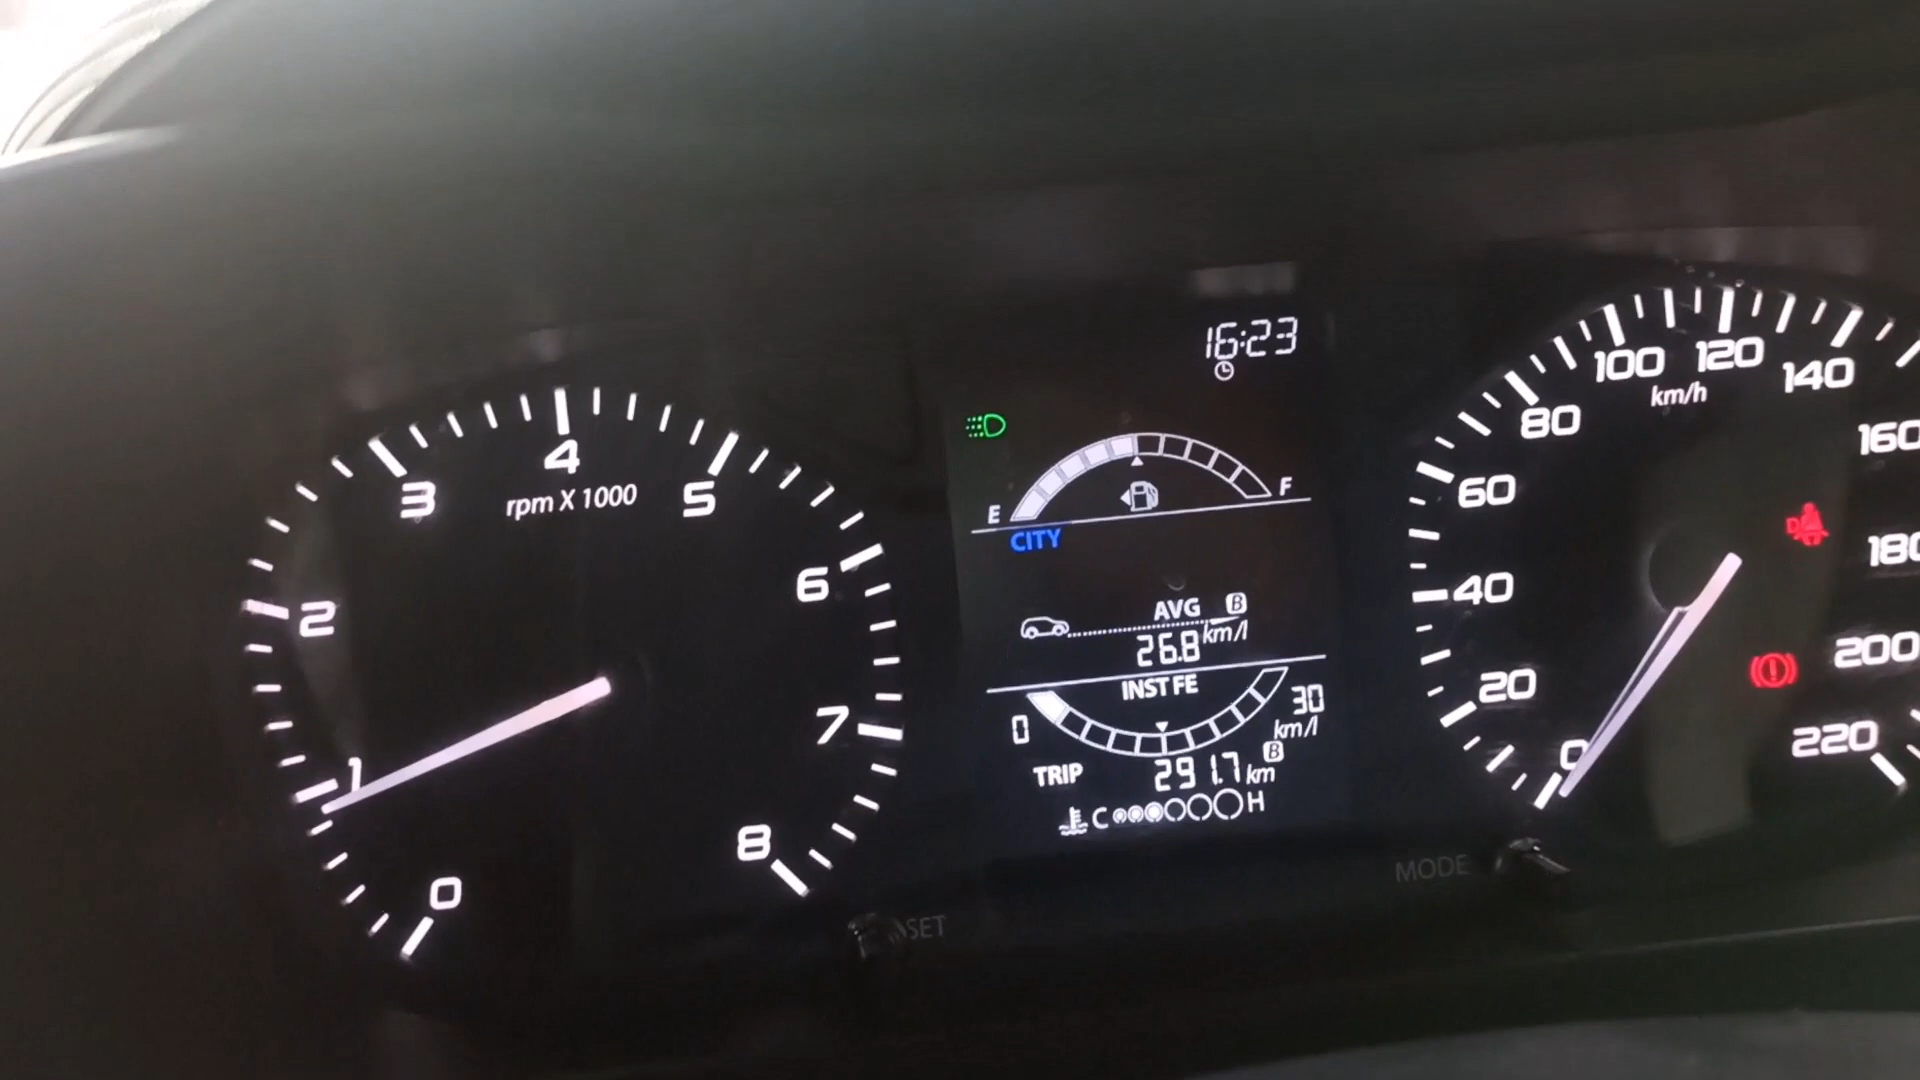 16:23
E F
CITY
AVG B
26.8 km/l
INST FE
0 30
km/l
TRIP 291.7 km B
C H
0
1
2
3
4
5
6
7
8
rpm X 1000
SET
MODE
0
20
40
60
80
100
120
140
160
180
200
220
km/h